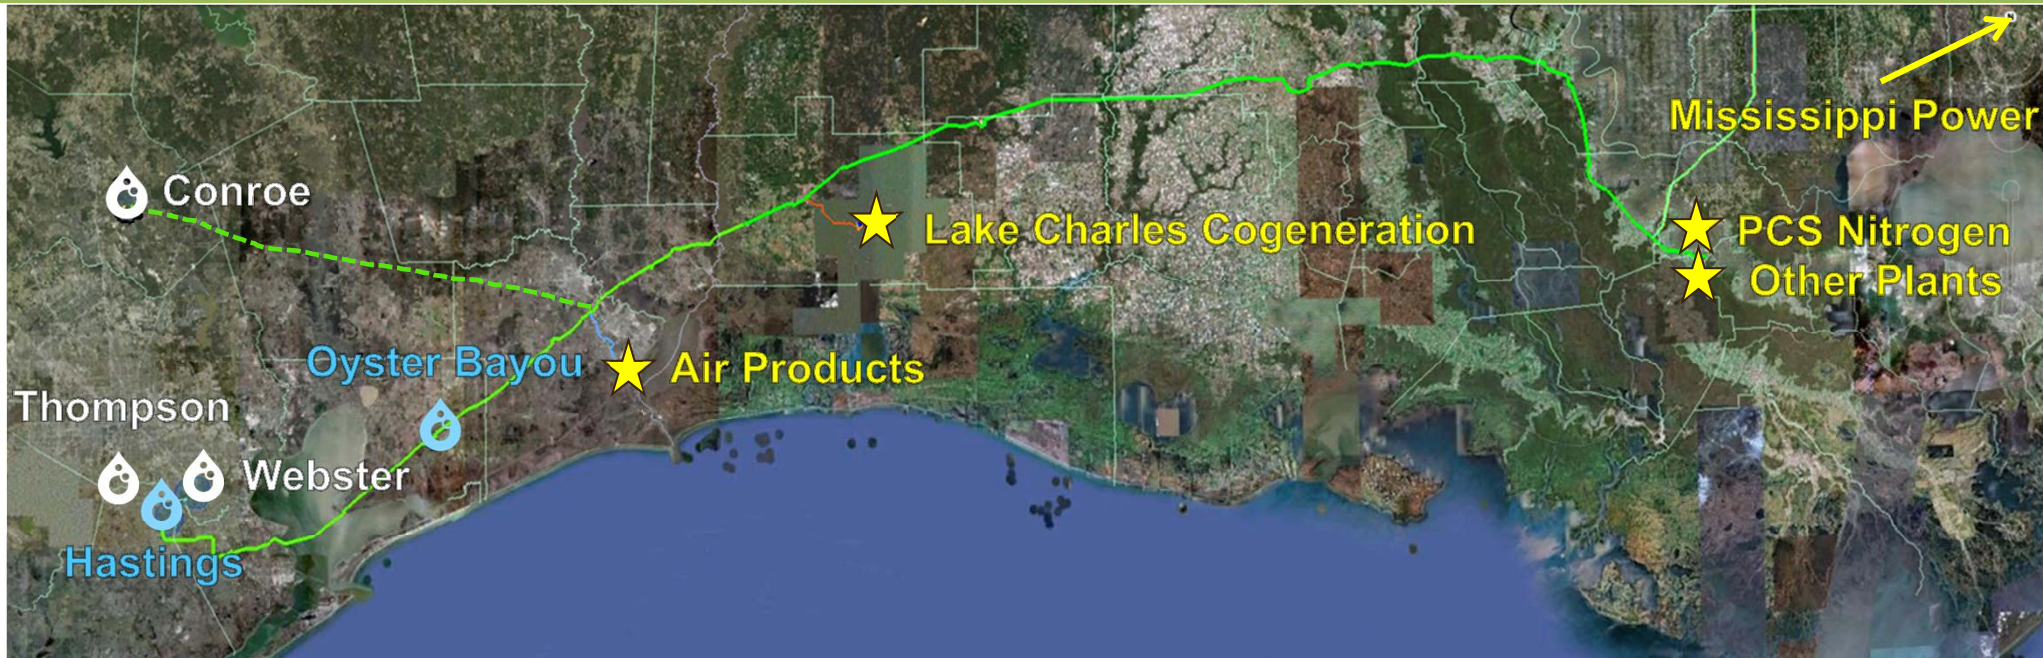 Mississippi Power
Conroe
Lake Charles Cogeneration
PCS Nitrogen
Other Plants
Oyster Bayou
Air Products
Thompson
Webster
Hastings